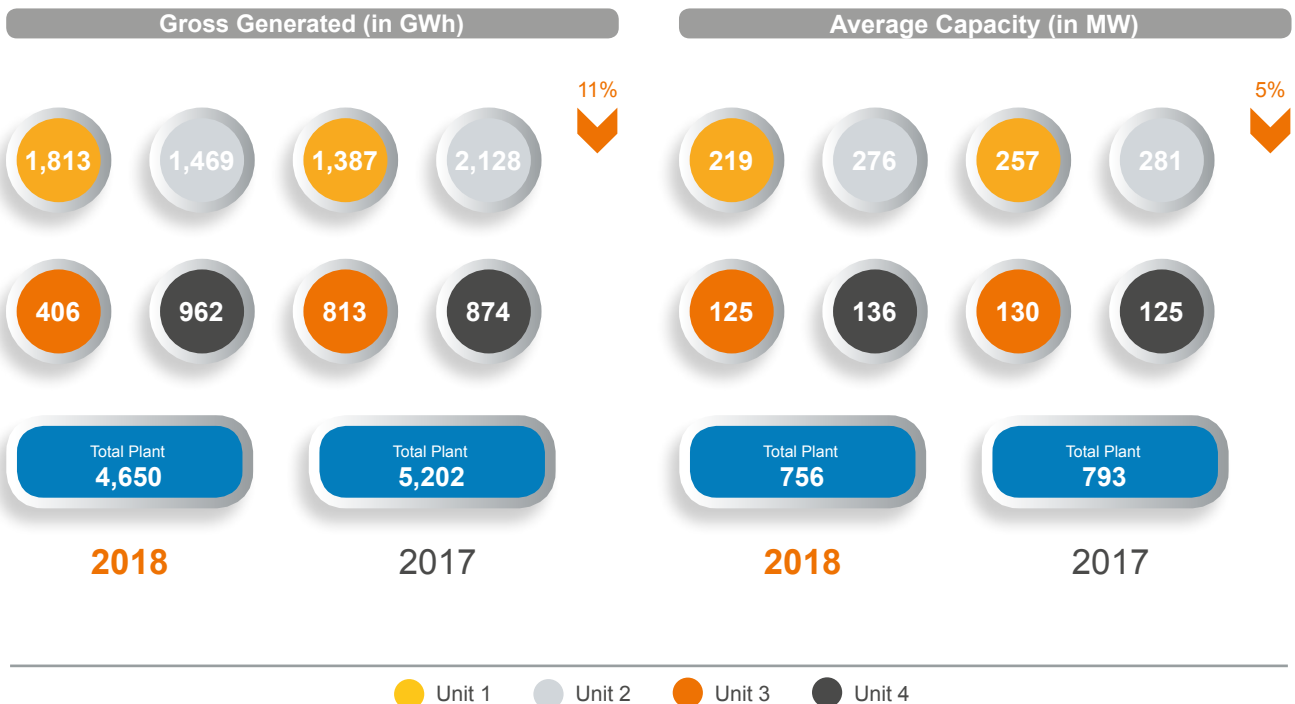 Gross Generated (in GWh)
Average Capacity (in MW)
11%
5%
1,813
1,469
1,387
2,128
219
276
257
281
406
962
813
874
125
136
130
125
Total Plant
4,650
Total Plant
5,202
Total Plant
756
Total Plant
793
2018
2017
2018
2017
Unit 1
Unit 2
Unit 3
Unit 4